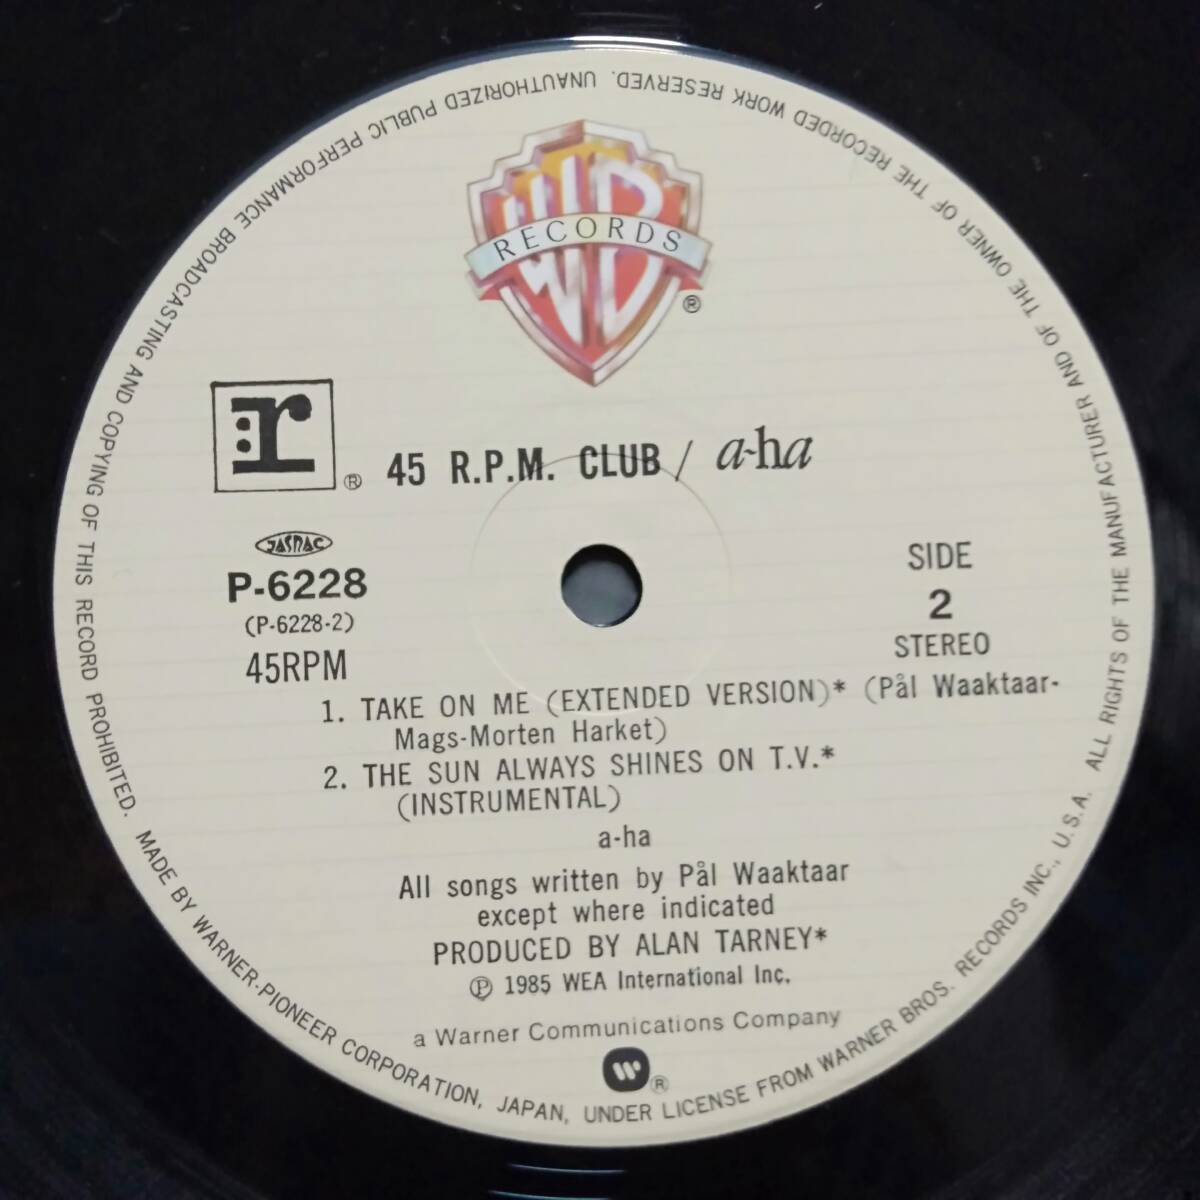 WB
RECORDS
®
r
®
45 R.P.M. CLUB / a-ha
JASRAC
P-6228
(P-6228-2)
45RPM
SIDE
2
STEREO
1. TAKE ON ME (EXTENDED VERSION)* (Pål Waaktaar-
Mags-Morten Harket)
2. THE SUN ALWAYS SHINES ON T.V.*
(INSTRUMENTAL)
a-ha
All songs written by Pål Waaktaar
except where indicated
PRODUCED BY ALAN TARNEY*
Ⓟ 1985 WEA International Inc.
a Warner Communications Company
W
®
MADE BY WARNER-PIONEER CORPORATION, JAPAN, UNDER LICENSE FROM WARNER BROS. RECORDS INC., U.S.A. ALL RIGHTS OF THE MANUFACTURER AND OF THE OWNER OF THE RECORDED WORK RESERVED. UNAUTHORIZED PUBLIC PERFORMANCE BROADCASTING AND COPYING OF THIS RECORD PROHIBITED.